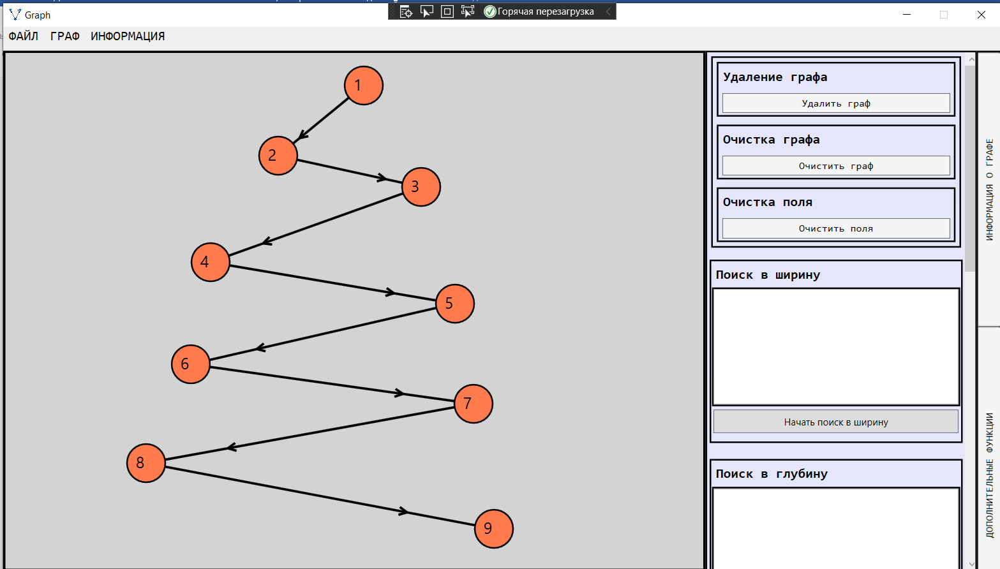 Graph
Горячая перезагрузка
ФАЙЛ ГРАФ ИНФОРМАЦИЯ
1
2
3
4
5
6
7
8
9
Удаление графа
Удалить граф
Очистка графа
Очистить граф
Очистка поля
Очистить поля
Поиск в ширину
Начать поиск в ширину
Поиск в глубину
ИНФОРМАЦИЯ О ГРАФЕ
ДОПОЛНИТЕЛЬНЫЕ ФУНКЦИИ